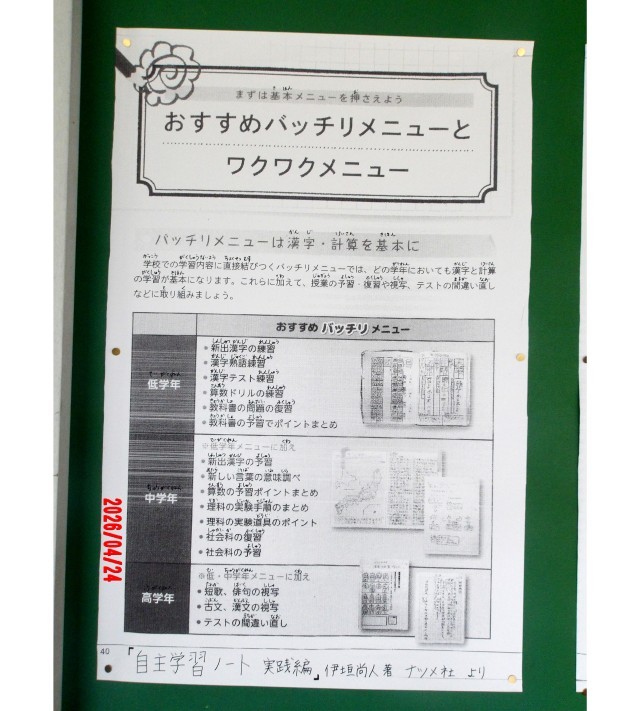 まずは基本メニューを押さえよう
おすすめバッチリメニューと
ワクワクメニュー
バッチリメニューは漢字・計算を基本に
学校での学習内容に直接結びつくバッチリメニューでは、どの学年においても漢字と計算
の学習が基本になります。これらに加えて、授業の予習・復習や視写、テストの間違い直し
などに取り組みましょう。
おすすめ バッチリ メニュー
低学年
●新出漢字の練習
●漢字熟語練習
●漢字テスト練習
●算数ドリルの練習
●教科書の問題の復習
●教科書の予習でポイントまとめ
中学年
※低学年メニューに加え
●新出漢字の予習
●新しい言葉の意味調べ
●算数の予習ポイントまとめ
●理科の実験手順のまとめ
●理科の実験道具のポイント
●社会科の復習
●社会科の予習
高学年
※低・中学年メニューに加え
●短歌、俳句の視写
●古文、漢文の視写
●テストの間違い直し
40
「自主学習ノート 実践編」伊垣尚人著 ナツメ社 より
2026/04/24